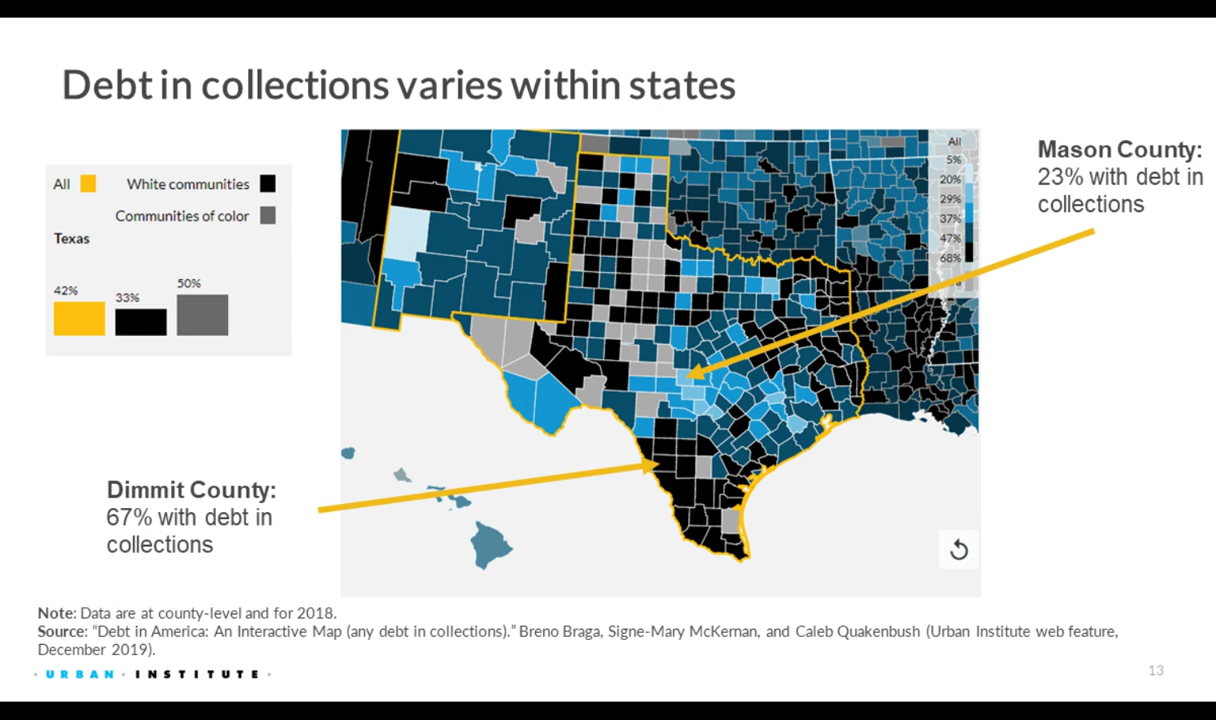 Debt in collections varies within states
All
White communities
Communities of color
Texas
42%
33%
50%
All
5%
20%
29%
37%
47%
68%
Mason County:
23% with debt in
collections
Dimmit County:
67% with debt in
collections
Note: Data are at county-level and for 2018.
Source: “Debt in America: An Interactive Map (any debt in collections).” Breno Braga, Signe-Mary McKernan, and Caleb Quakenbush (Urban Institute web feature,
December 2019).
· URBAN · INSTITUTE ·
13